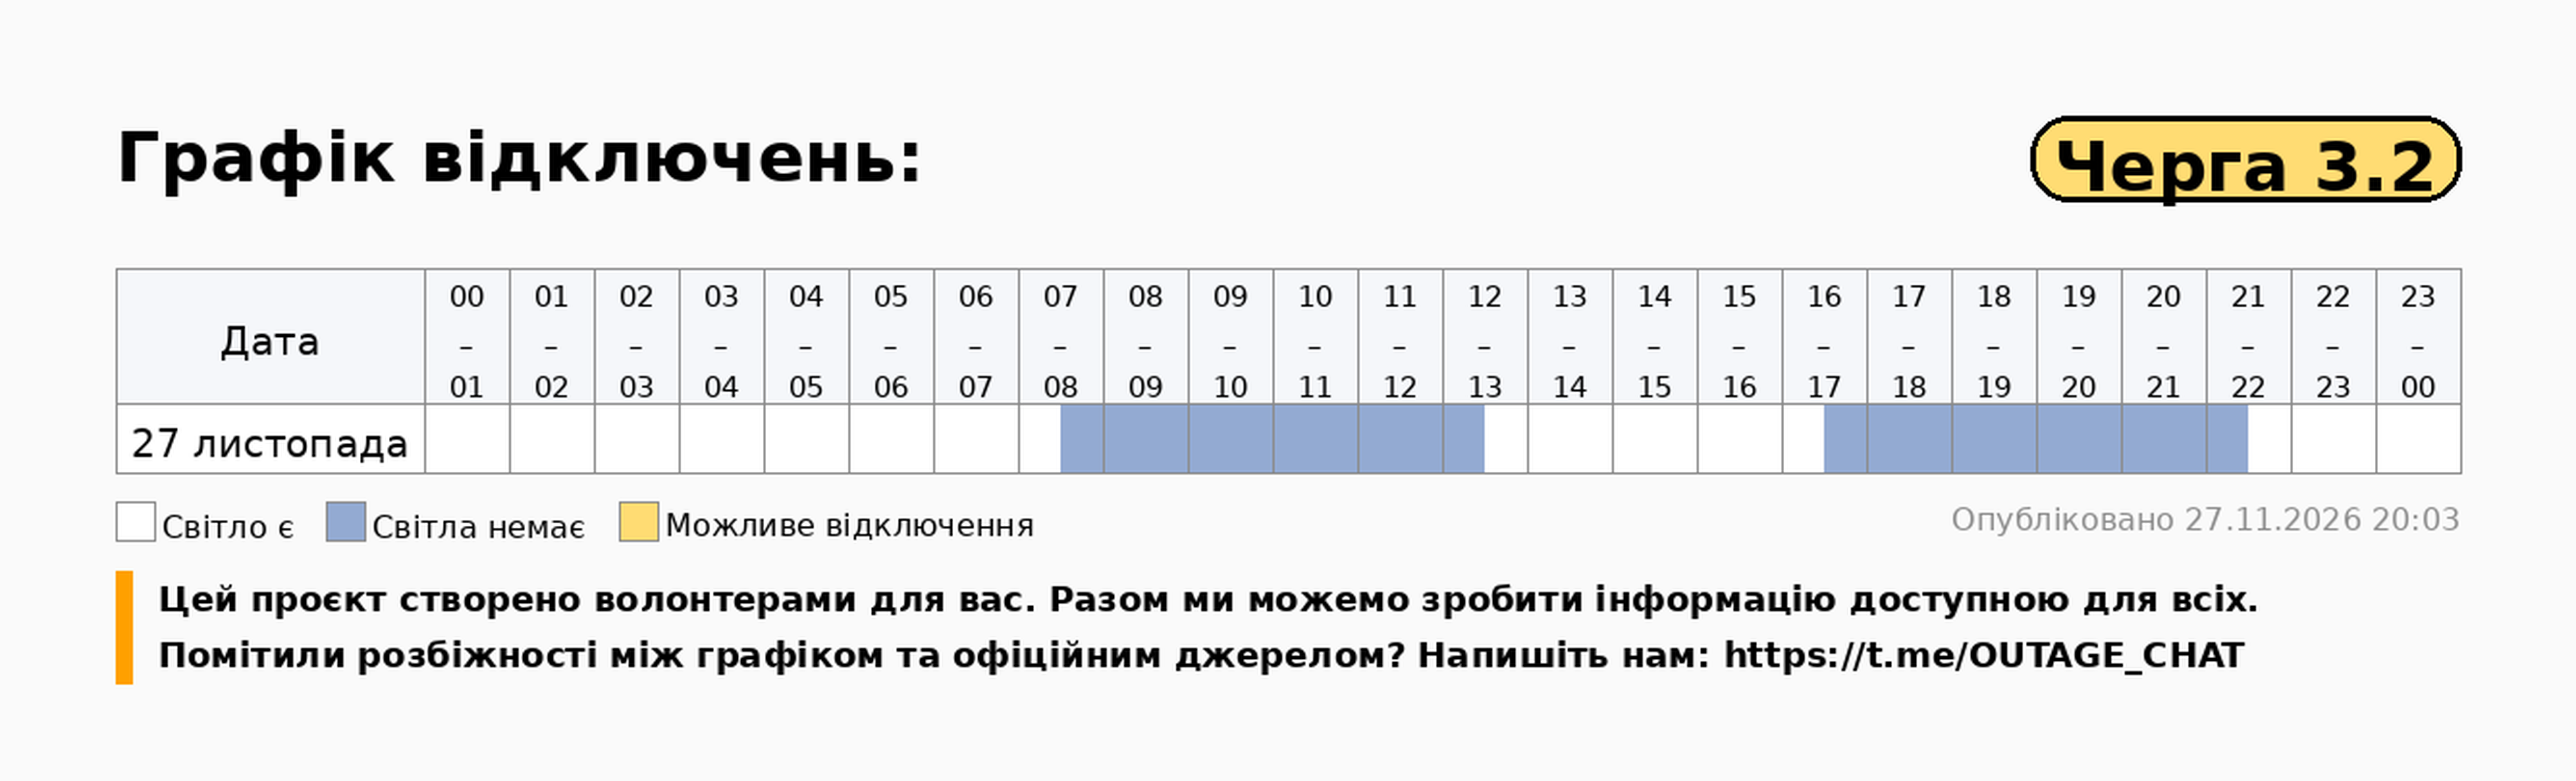 Графік відключень:
Черга 3.2
Дата
00 – 01
01 – 02
02 – 03
03 – 04
04 – 05
05 – 06
06 – 07
07 – 08
08 – 09
09 – 10
10 – 11
11 – 12
12 – 13
13 – 14
14 – 15
15 – 16
16 – 17
17 – 18
18 – 19
19 – 20
20 – 21
21 – 22
22 – 23
23 – 00
27 листопада
Світло є
Світла немає
Можливе відключення
Опубліковано 27.11.2026 20:03
Цей проєкт створено волонтерами для вас. Разом ми можемо зробити інформацію доступною для всіх.
Помітили розбіжності між графіком та офіційним джерелом? Напишіть нам: https://t.me/OUTAGE_CHAT